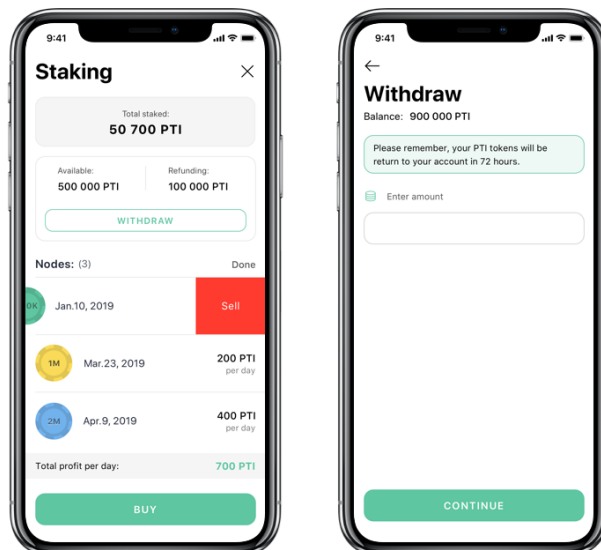 9:41
Staking
Total staked:
50 700 PTI
Available:
500 000 PTI
Refunding:
100 000 PTI
WITHDRAW
Nodes: (3)
Done
0K
Jan.10, 2019
Sell
1M
Mar.23, 2019
200 PTI
per day
2M
Apr.9, 2019
400 PTI
per day
Total profit per day:
700 PTI
BUY
9:41
Withdraw
Balance: 900 000 PTI
Please remember, your PTI tokens will be
return to your account in 72 hours.
Enter amount
CONTINUE